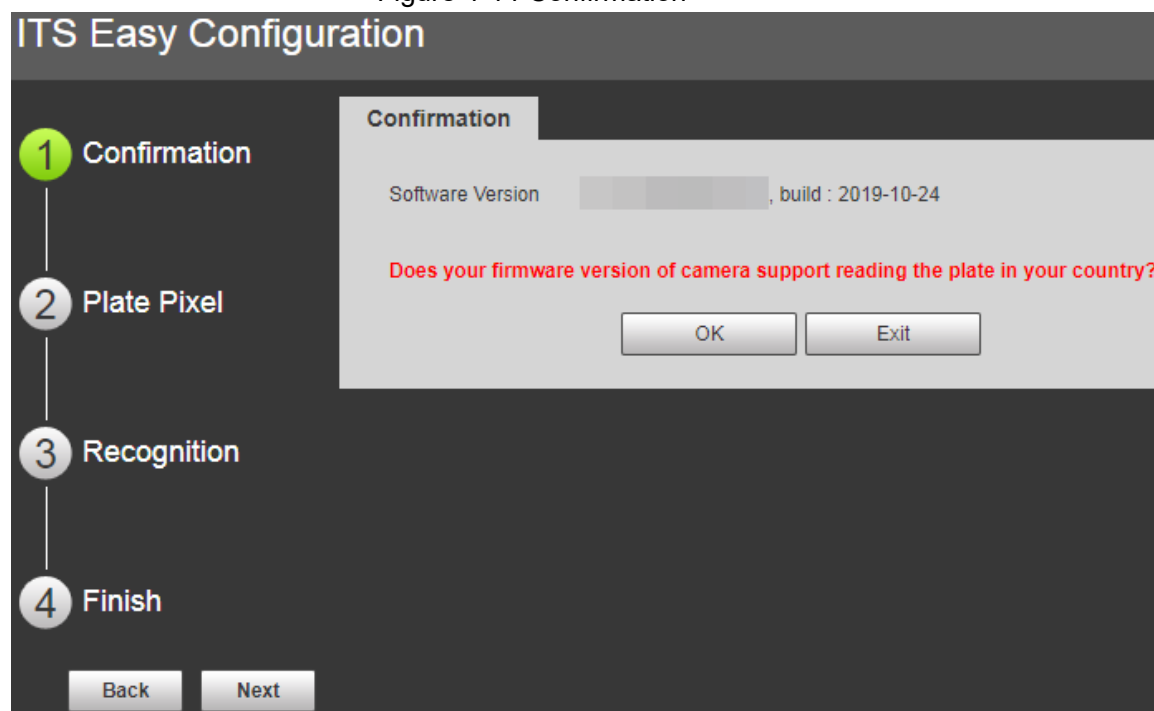 ITS Easy Configuration
Confirmation
1 Confirmation
Software Version , build : 2019-10-24
Does your firmware version of camera support reading the plate in your country?
OK Exit
2 Plate Pixel
3 Recognition
4 Finish
Back Next